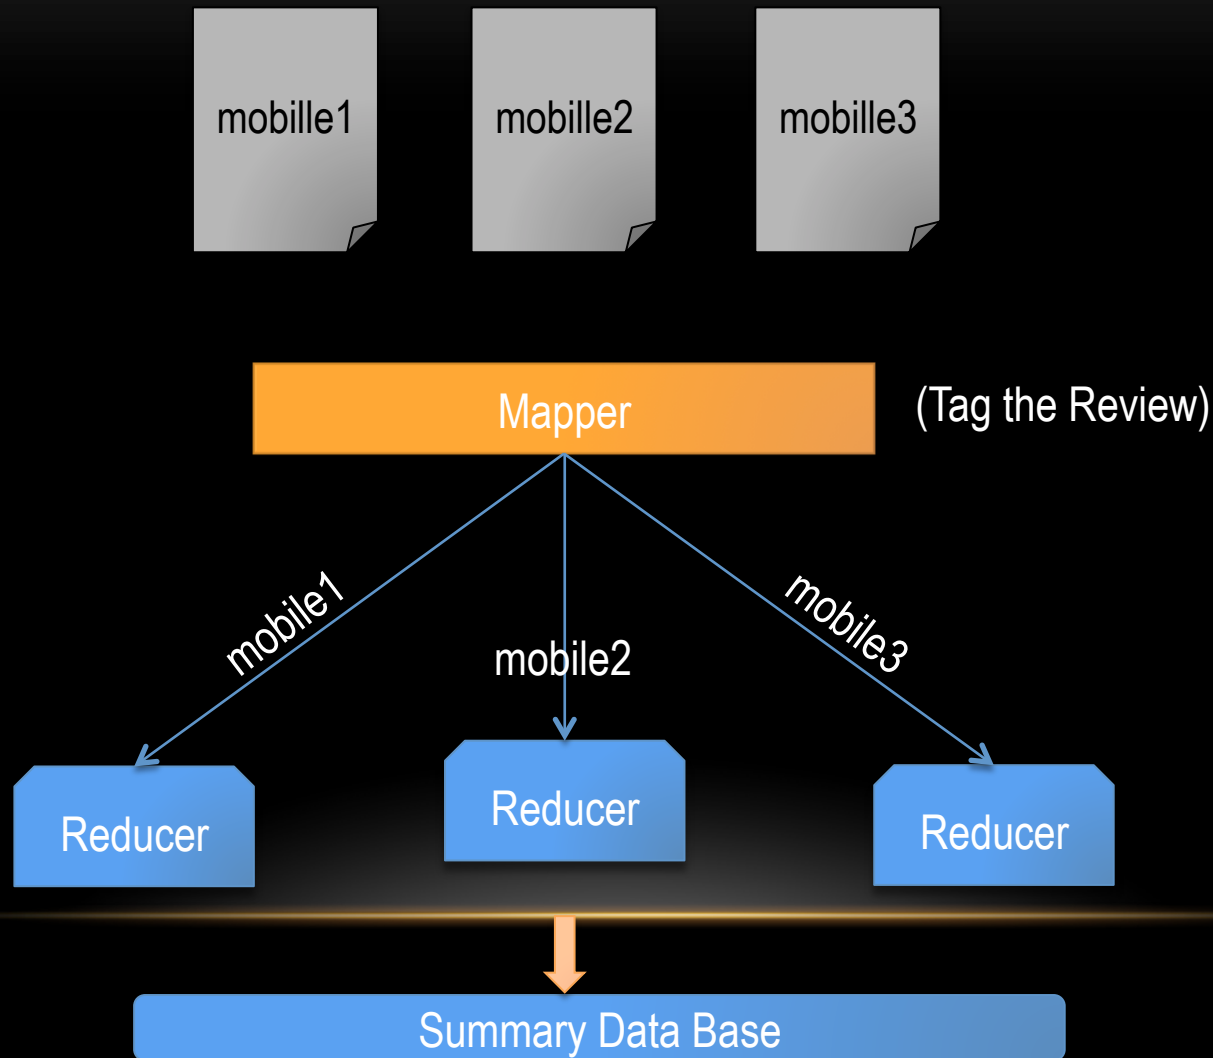 mobille1
mobille2
mobille3
Mapper
(Tag the Review)
mobile1
mobile2
mobile3
Reducer
Reducer
Reducer
Summary Data Base